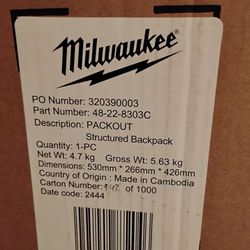 Milwaukee
PO Number: 320390003
Part Number: 48-22-8303C
Description: PACKOUT
Structured Backpack
Quantity: 1-PC
Net Wt: 4.7 kg Gross Wt: 5.63 kg
Dimensions: 530mm * 266mm * 426mm
Country of Origin : Made in Cambodia
Carton Number: of 1000
Date code: 2444